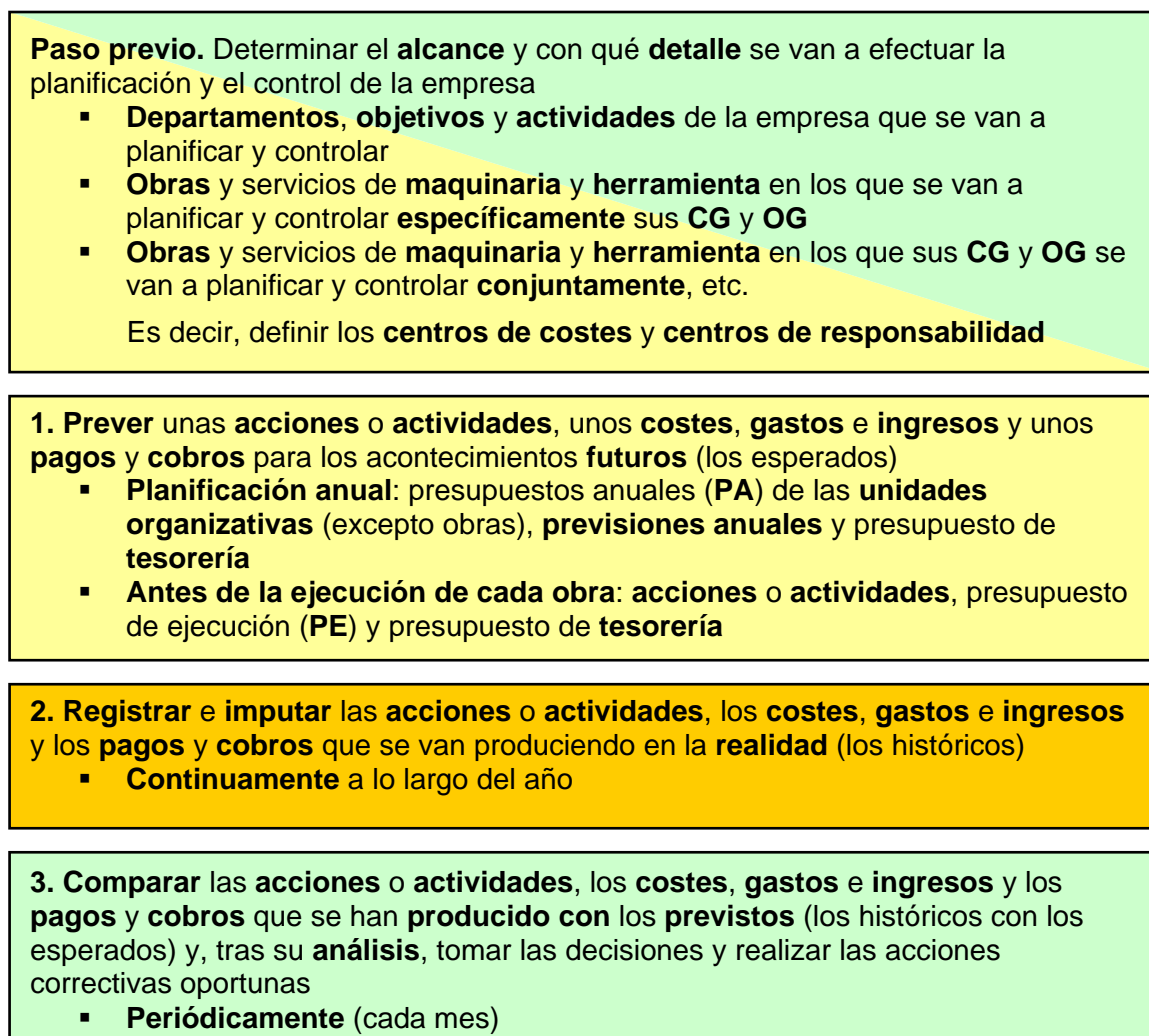 Paso previo. Determinar el alcance y con qué detalle se van a efectuar la
planificación y el control de la empresa
▪ Departamentos, objetivos y actividades de la empresa que se van a
planificar y controlar
▪ Obras y servicios de maquinaria y herramienta en los que se van a
planificar y controlar específicamente sus CG y OG
▪ Obras y servicios de maquinaria y herramienta en los que sus CG y OG se
van a planificar y controlar conjuntamente, etc.
Es decir, definir los centros de costes y centros de responsabilidad
1. Prever unas acciones o actividades, unos costes, gastos e ingresos y unos
pagos y cobros para los acontecimientos futuros (los esperados)
▪ Planificación anual: presupuestos anuales (PA) de las unidades
organizativas (excepto obras), previsiones anuales y presupuesto de
tesorería
▪ Antes de la ejecución de cada obra: acciones o actividades, presupuesto
de ejecución (PE) y presupuesto de tesorería
2. Registrar e imputar las acciones o actividades, los costes, gastos e ingresos
y los pagos y cobros que se van produciendo en la realidad (los históricos)
▪ Continuamente a lo largo del año
3. Comparar las acciones o actividades, los costes, gastos e ingresos y los
pagos y cobros que se han producido con los previstos (los históricos con los
esperados) y, tras su análisis, tomar las decisiones y realizar las acciones
correctivas oportunas
▪ Periódicamente (cada mes)